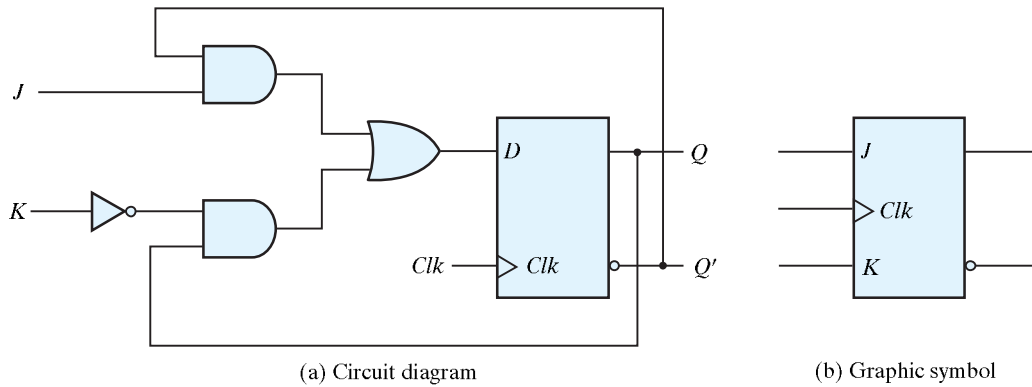 J
K
D
Q
Clk
Clk
Q'
(a) Circuit diagram
J
Clk
K
(b) Graphic symbol